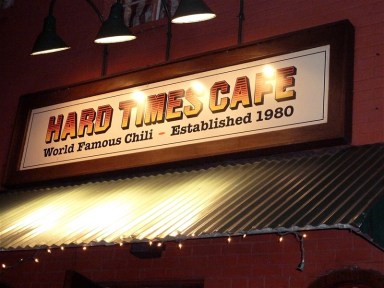 HARD TIMES CAFE
World Famous Chili - Established 1980